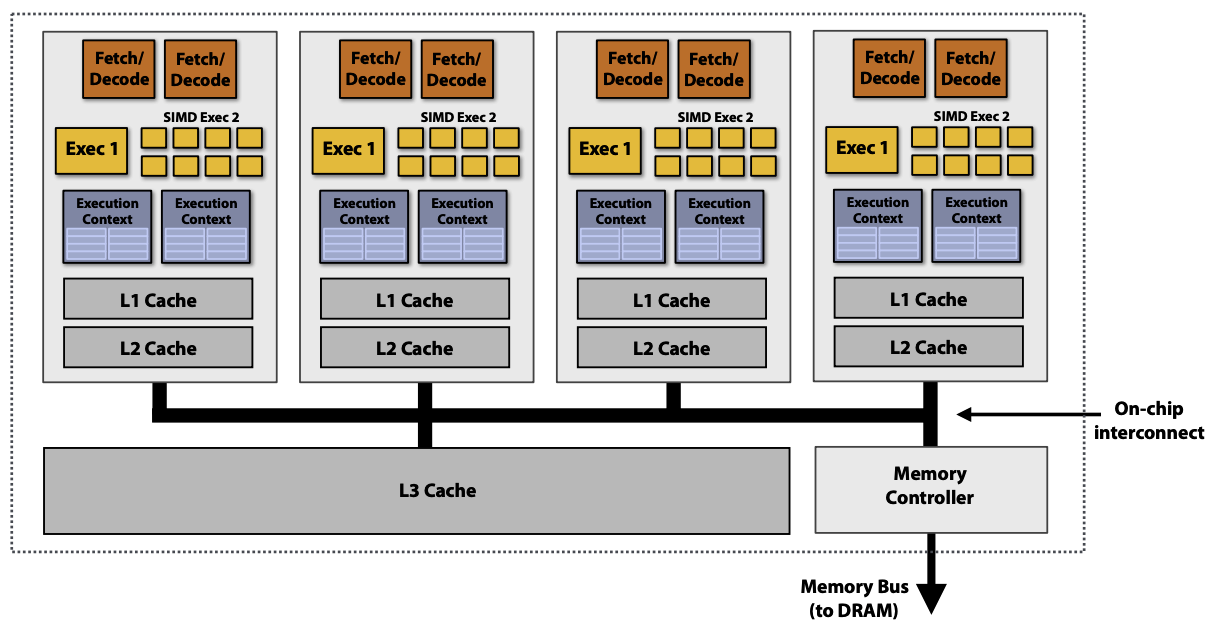 Fetch/
Decode
Fetch/
Decode
SIMD Exec 2
Exec 1
Execution
Context
Execution
Context
L1 Cache
L2 Cache
Fetch/
Decode
Fetch/
Decode
SIMD Exec 2
Exec 1
Execution
Context
Execution
Context
L1 Cache
L2 Cache
Fetch/
Decode
Fetch/
Decode
SIMD Exec 2
Exec 1
Execution
Context
Execution
Context
L1 Cache
L2 Cache
Fetch/
Decode
Fetch/
Decode
SIMD Exec 2
Exec 1
Execution
Context
Execution
Context
L1 Cache
L2 Cache
On-chip
interconnect
L3 Cache
Memory
Controller
Memory Bus
(to DRAM)